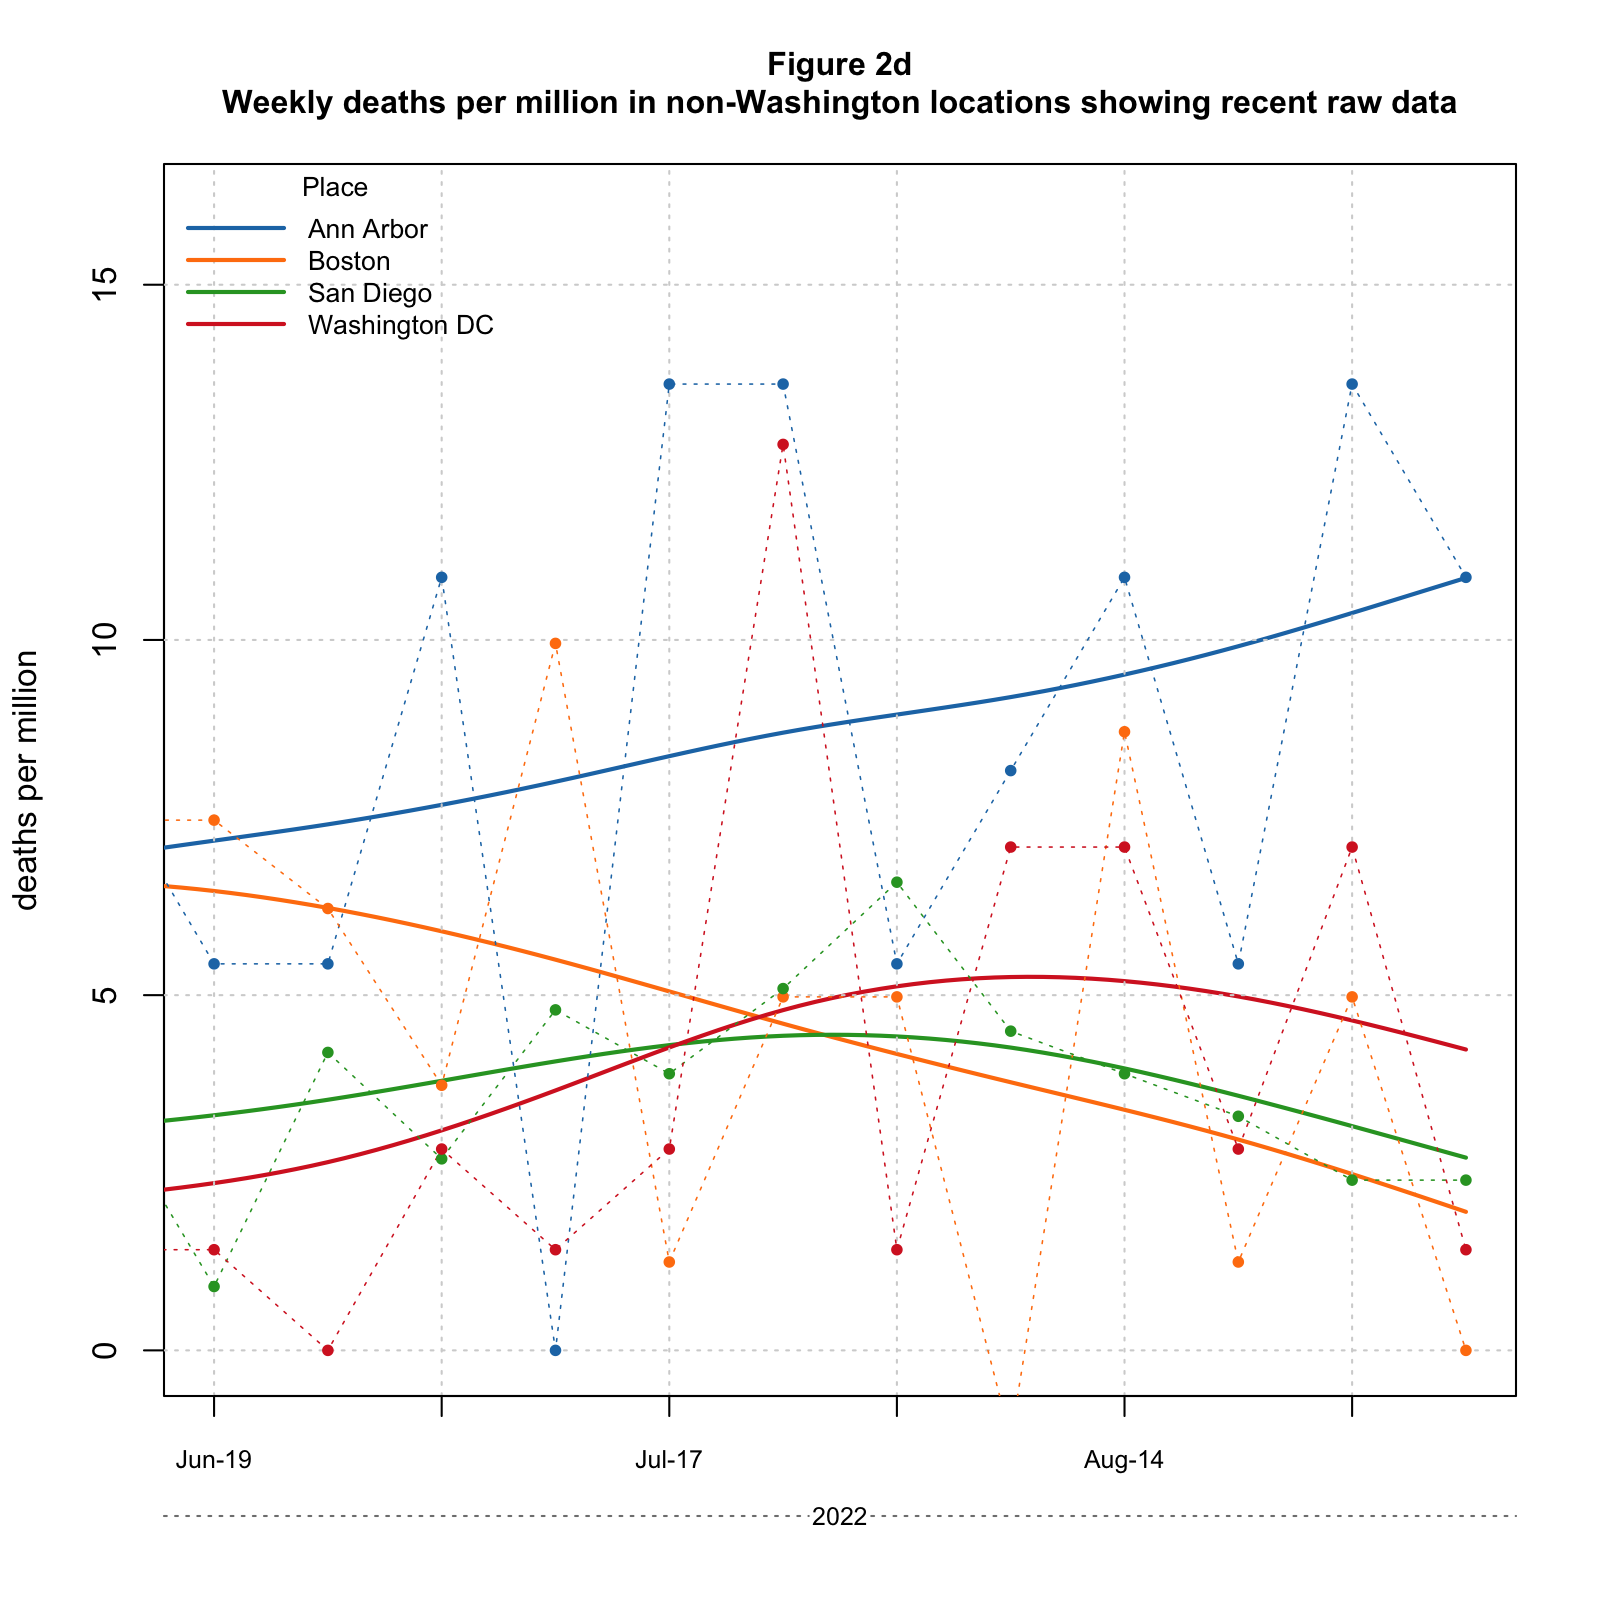 Figure 2d
Weekly deaths per million in non-Washington locations showing recent raw data
Place
Ann Arbor
Boston
San Diego
Washington DC
deaths per million
15
10
5
0
Jun-19
Jul-17
Aug-14
2022